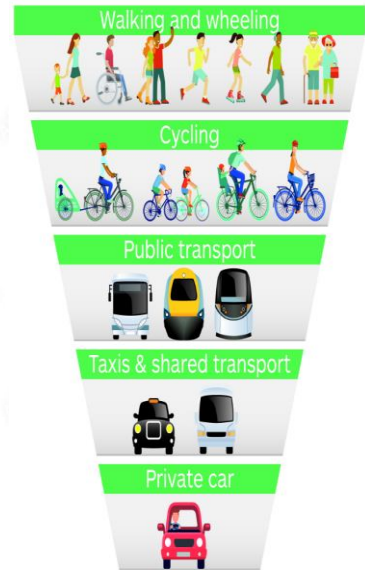 Walking and wheeling
Cycling
Public transport
Taxis & shared transport
Private car